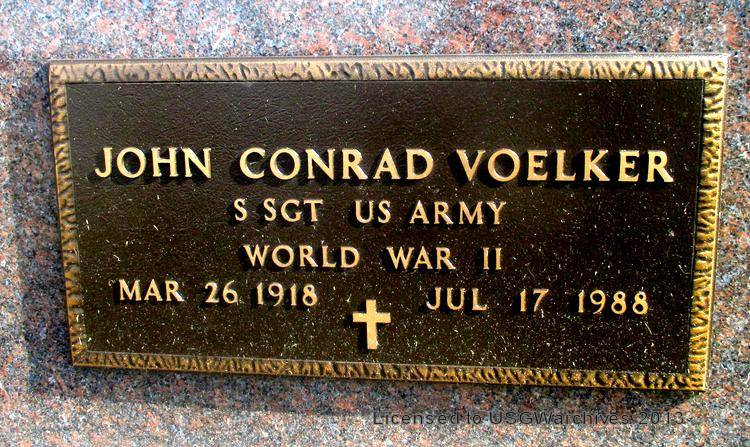 JOHN CONRAD VOELKER
S SGT US ARMY
WORLD WAR II
MAR 26 1918 JUL 17 1988
Licensed to USGWarchives 2013